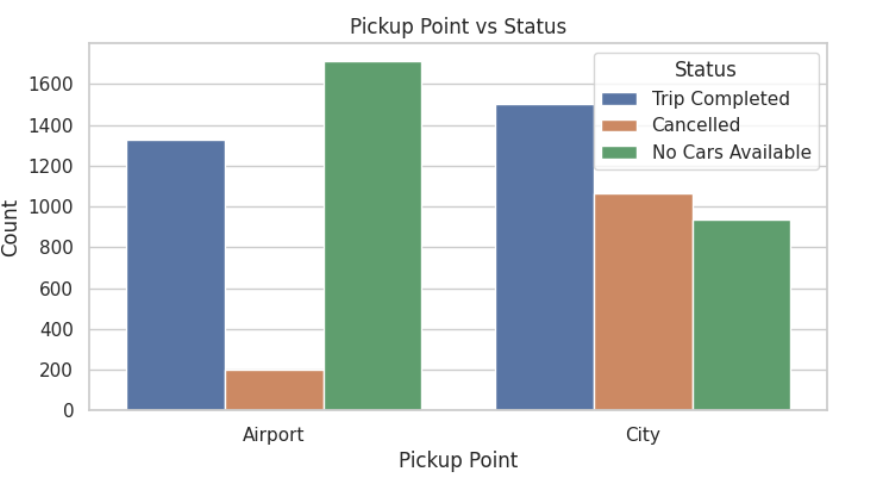 Pickup Point vs Status
Status
Trip Completed
Cancelled
No Cars Available
Count
1600
1400
1200
1000
800
600
400
200
0
Airport
City
Pickup Point